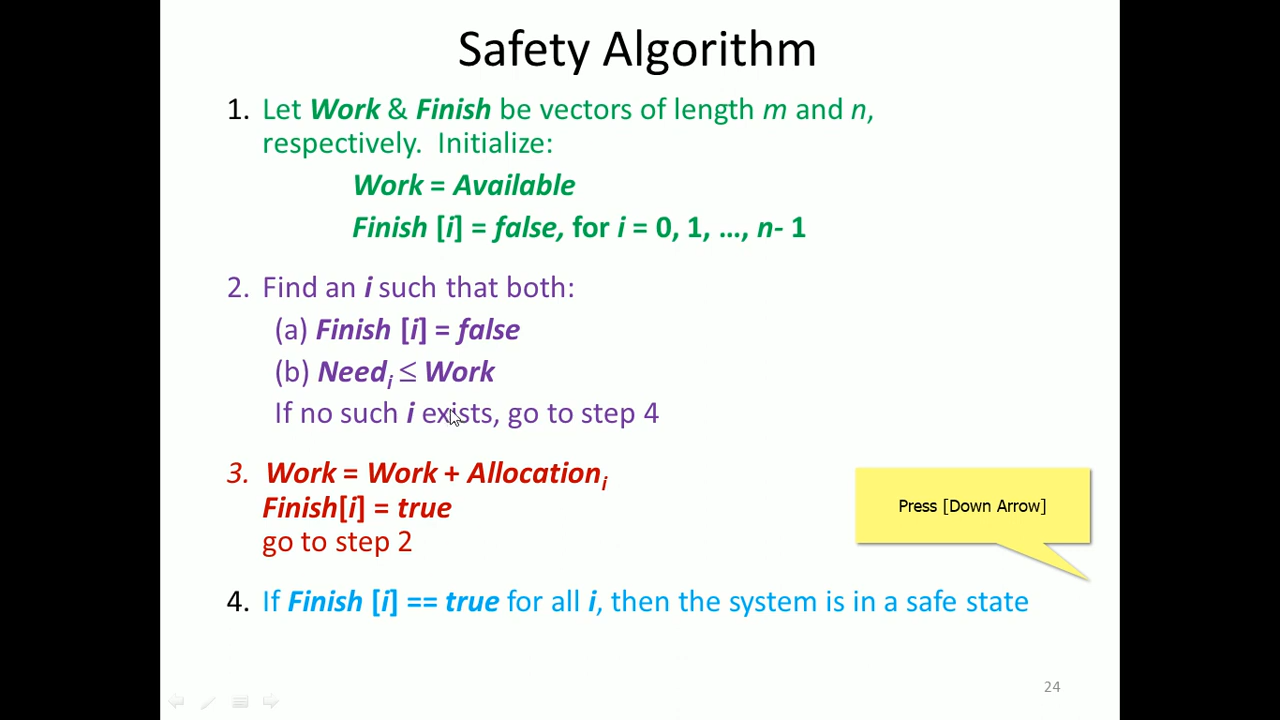 Safety Algorithm
1. Let Work & Finish be vectors of length m and n,
respectively. Initialize:
Work = Available
Finish [i] = false, for i = 0, 1, …, n- 1
2. Find an i such that both:
(a) Finish [i] = false
(b) Needi ≤ Work
If no such i exists, go to step 4
3. Work = Work + Allocationi
Finish[i] = true
go to step 2
Press [Down Arrow]
4. If Finish [i] == true for all i, then the system is in a safe state
24